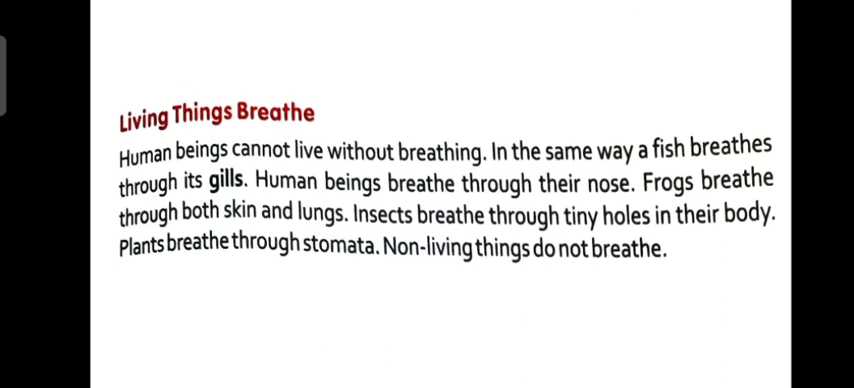 Living Things Breathe
Human beings cannot live without breathing. In the same way a fish breathes
through its gills. Human beings breathe through their nose. Frogs breathe
through both skin and lungs. Insects breathe through tiny holes in their body.
Plants breathe through stomata. Non-living things do not breathe.